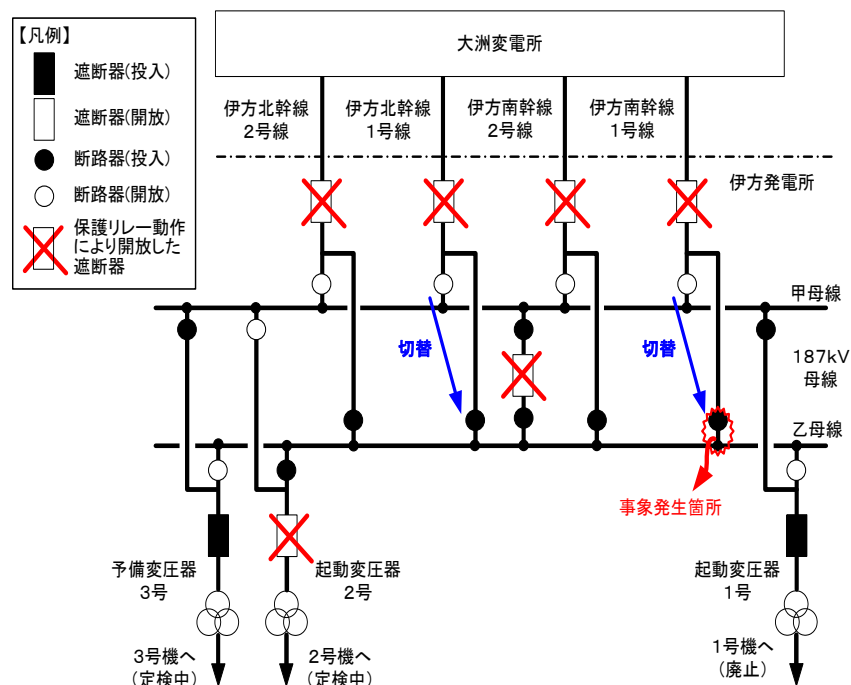 【凡例】
遮断器(投入)
遮断器(開放)
断路器(投入)
断路器(開放)
保護リレー動作
により開放した
遮断器
大洲変電所
伊方北幹線
2号線
伊方北幹線
1号線
伊方南幹線
2号線
伊方南幹線
1号線
伊方発電所
甲母線
切替
切替
187kV
母線
乙母線
事象発生箇所
予備変圧器
3号
起動変圧器
2号
起動変圧器
1号
3号機へ
(定検中)
2号機へ
(定検中)
1号機へ
(廃止)